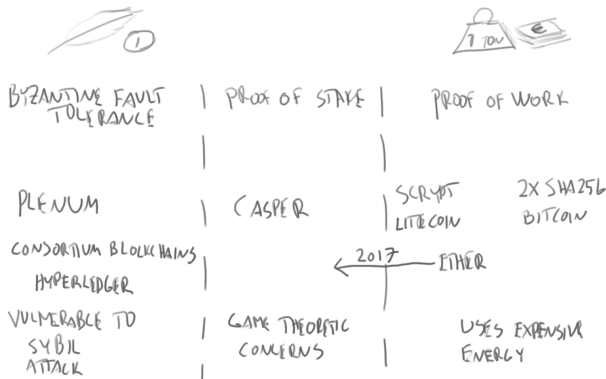 1
1 TON
€
BYZANTINE FAULT
TOLERANCE
PROOF OF STAKE
PROOF OF WORK
PLENUM
CASPER
SCRYPT
LITECOIN
2X SHA256
BITCOIN
CONSORTIUM BLOCKCHAINS
HYPERLEDGER
2017
ETHER
VULNERABLE TO
SYBIL
ATTACK
GAME THEORETIC
CONCERNS
USES EXPENSIVE
ENERGY